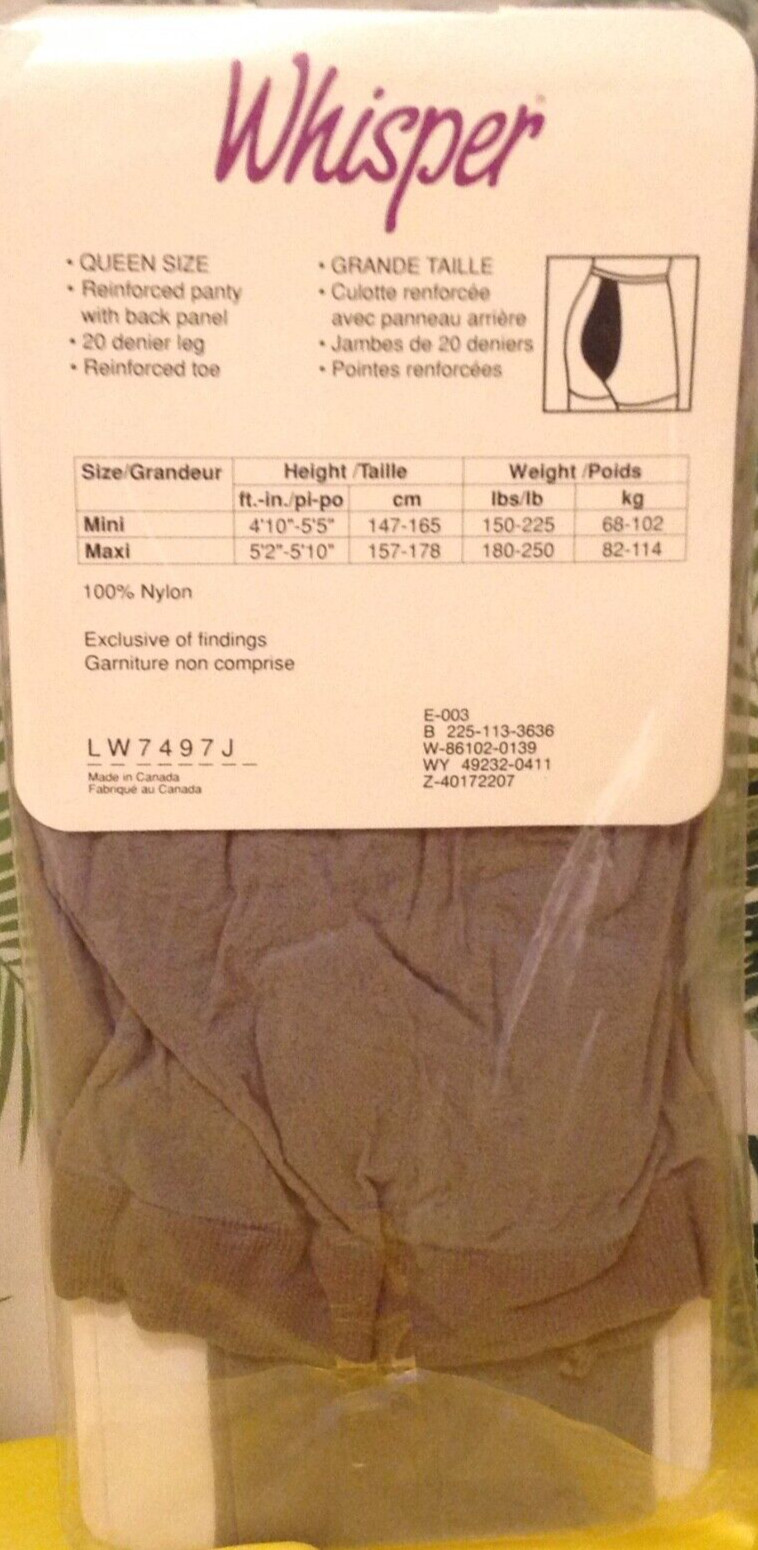 Whisper
• QUEEN SIZE
• Reinforced panty
with back panel
• 20 denier leg
• Reinforced toe
• GRANDE TAILLE
• Culotte renforcée
avec panneau arrière
• Jambes de 20 deniers
• Pointes renforcées
Size/Grandeur Height /Taille Weight /Poids
ft.-in./pi-po cm lbs/lb kg
Mini 4'10"-5'5" 147-165 150-225 68-102
Maxi 5'2"-5'10" 157-178 180-250 82-114
100% Nylon
Exclusive of findings
Garniture non comprise
LW7497J
Made in Canada
Fabriqué au Canada
E-003
B 225-113-3636
W-86102-0139
WY 49232-0411
Z-40172207